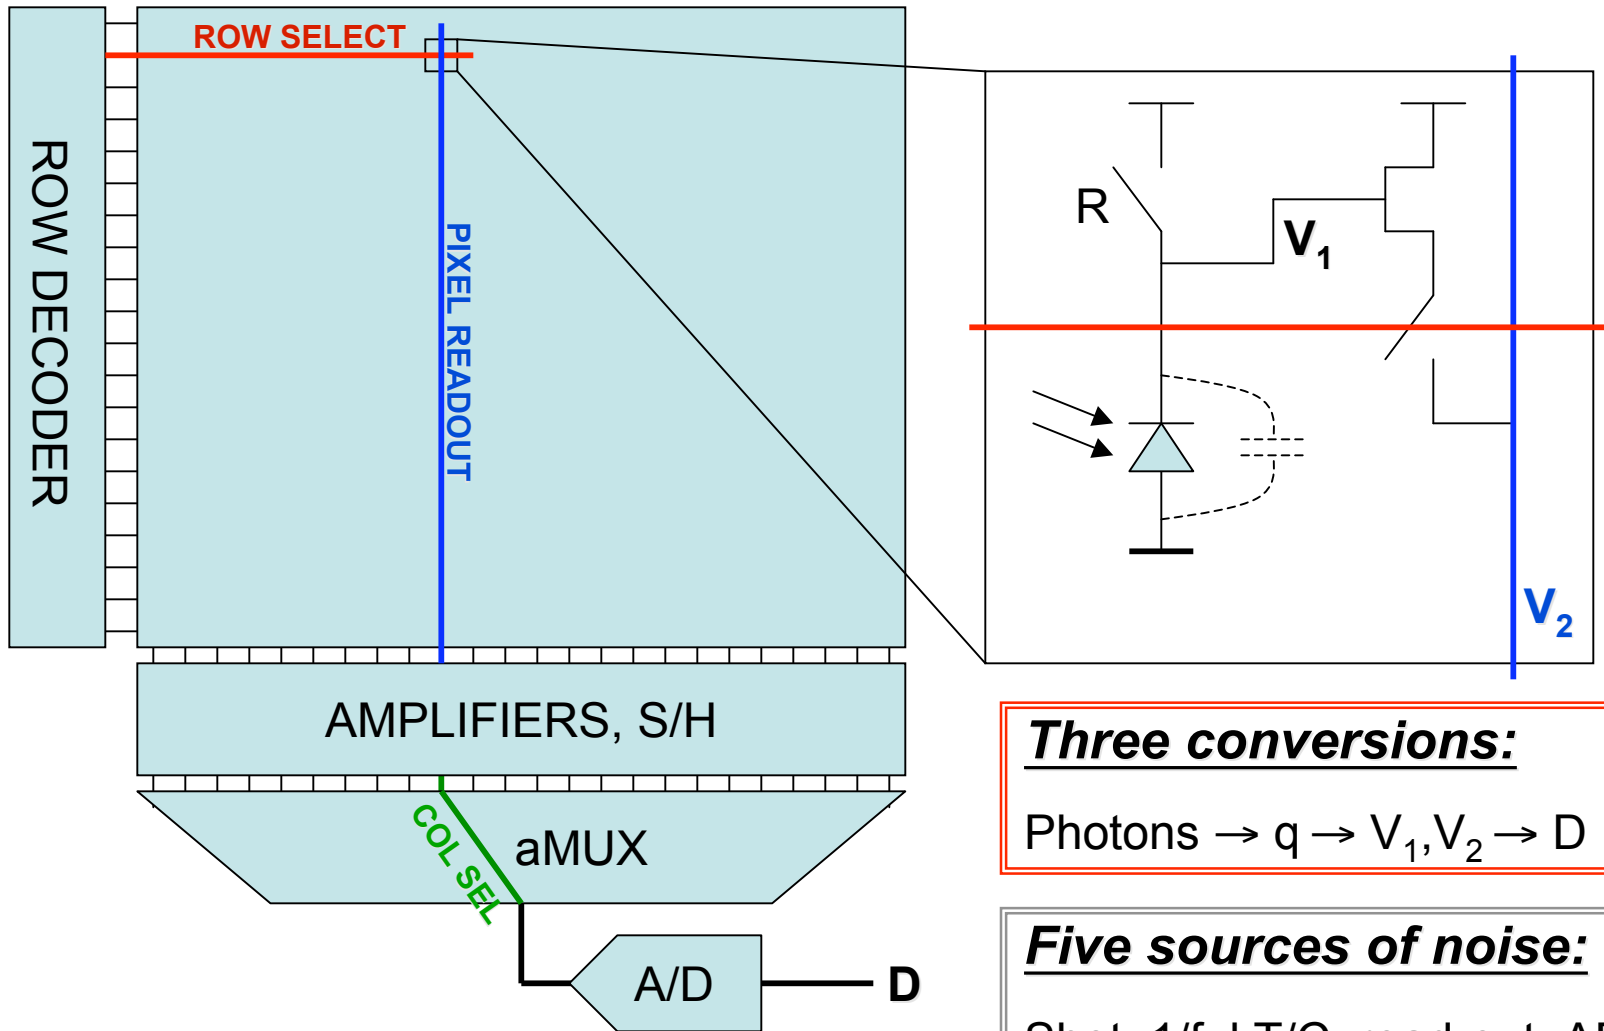 ROW SELECT
ROW DECODER
PIXEL READOUT
R
V₁
V₂
AMPLIFIERS, S/H
COL SEL
aMUX
A/D
D
Three conversions:
Photons → q → V₁,V₂ → D
Five sources of noise: